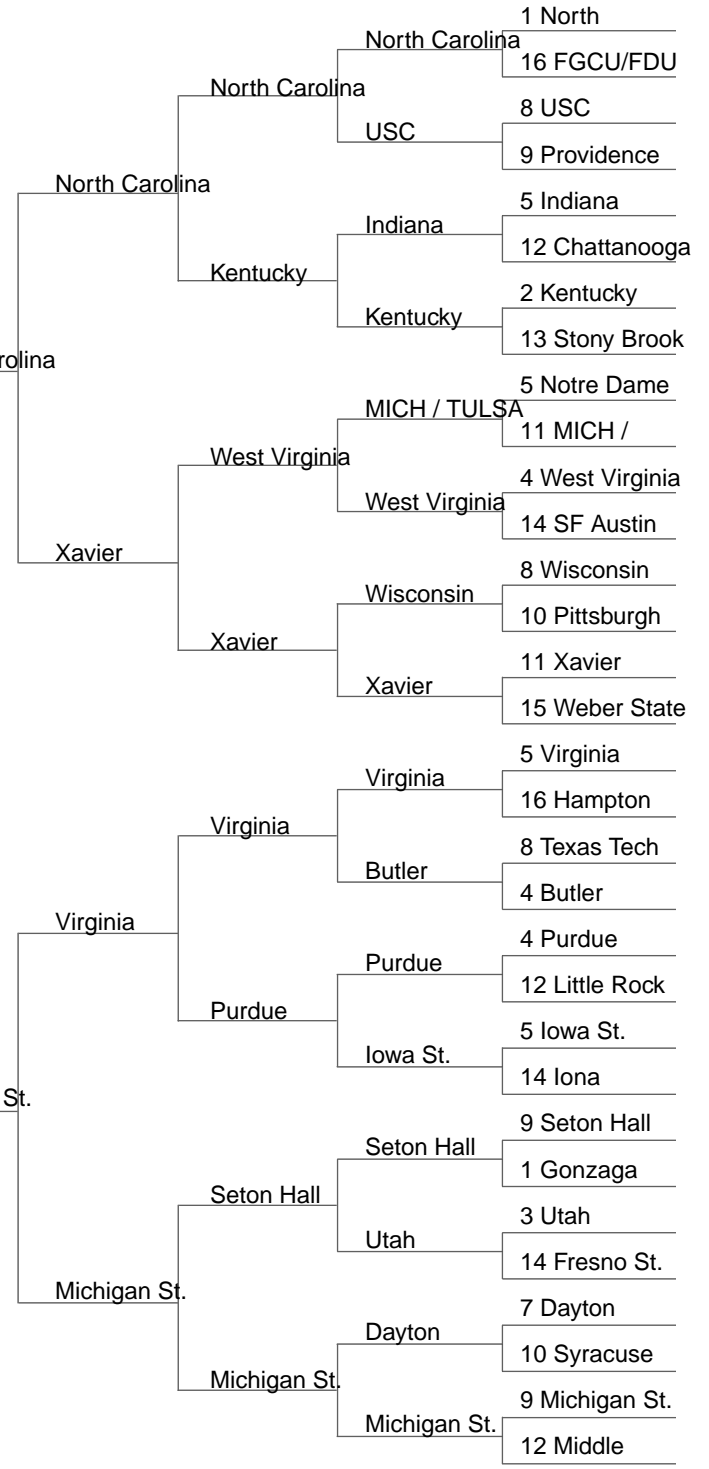 1 North
North Carolina
16 FGCU/FDU
North Carolina
8 USC
USC
9 Providence
North Carolina
5 Indiana
Indiana
12 Chattanooga
Kentucky
2 Kentucky
Kentucky
13 Stony Brook
rolina
5 Notre Dame
MICH / TULSA
11 MICH /
West Virginia
4 West Virginia
West Virginia
14 SF Austin
Xavier
8 Wisconsin
Wisconsin
10 Pittsburgh
Xavier
11 Xavier
Xavier
15 Weber State
5 Virginia
Virginia
16 Hampton
Virginia
8 Texas Tech
Butler
4 Butler
Virginia
4 Purdue
Purdue
12 Little Rock
Purdue
5 Iowa St.
Iowa St.
14 Iona
St.
9 Seton Hall
Seton Hall
1 Gonzaga
Seton Hall
3 Utah
Utah
14 Fresno St.
Michigan St.
7 Dayton
Dayton
10 Syracuse
Michigan St.
9 Michigan St.
Michigan St.
12 Middle